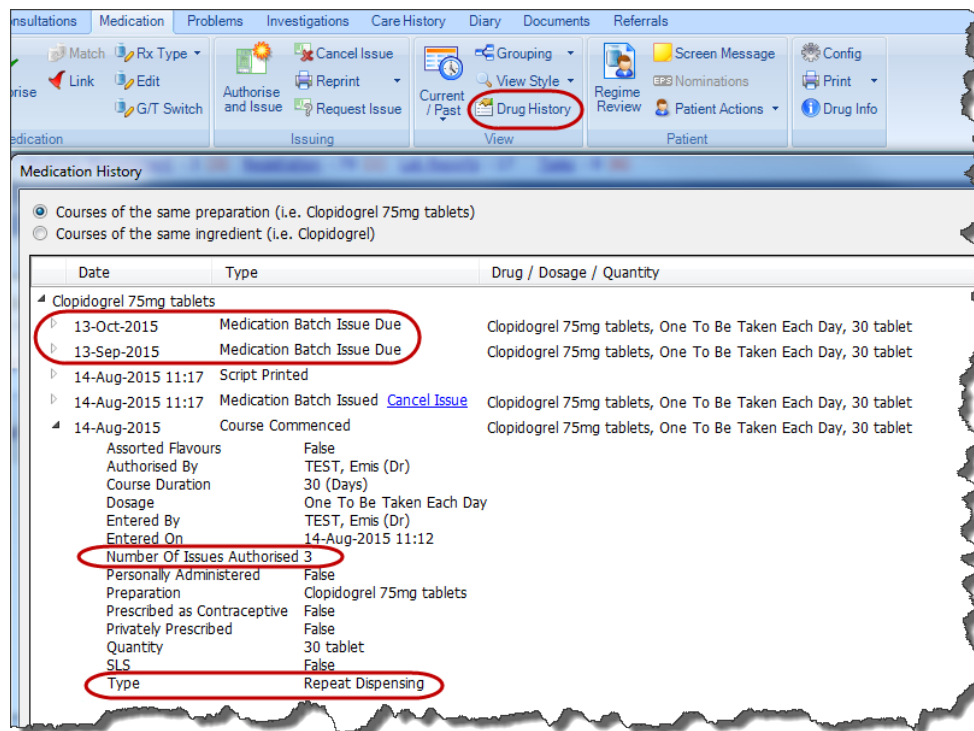 onsultations Medication Problems Investigations Care History Diary Documents Referrals
Match Rx Type Cancel Issue Grouping Screen Message Config
Link Edit Reprint View Style EPS Nominations Print
orise G/T Switch Authorise and Issue Request Issue Current / Past Drug History Regime Review Patient Actions Drug Info
edication Issuing View Patient
Medication History
Courses of the same preparation (i.e. Clopidogrel 75mg tablets)
Courses of the same ingredient (i.e. Clopidogrel)
Date Type Drug / Dosage / Quantity
Clopidogrel 75mg tablets
13-Oct-2015 Medication Batch Issue Due Clopidogrel 75mg tablets, One To Be Taken Each Day, 30 tablet
13-Sep-2015 Medication Batch Issue Due Clopidogrel 75mg tablets, One To Be Taken Each Day, 30 tablet
14-Aug-2015 11:17 Script Printed
14-Aug-2015 11:17 Medication Batch Issued Cancel Issue Clopidogrel 75mg tablets, One To Be Taken Each Day, 30 tablet
14-Aug-2015 Course Commenced Clopidogrel 75mg tablets, One To Be Taken Each Day, 30 tablet
Assorted Flavours False
Authorised By TEST, Emis (Dr)
Course Duration 30 (Days)
Dosage One To Be Taken Each Day
Entered By TEST, Emis (Dr)
Entered On 14-Aug-2015 11:12
Number Of Issues Authorised 3
Personally Administered False
Preparation Clopidogrel 75mg tablets
Prescribed as Contraceptive False
Privately Prescribed False
Quantity 30 tablet
SLS False
Type Repeat Dispensing